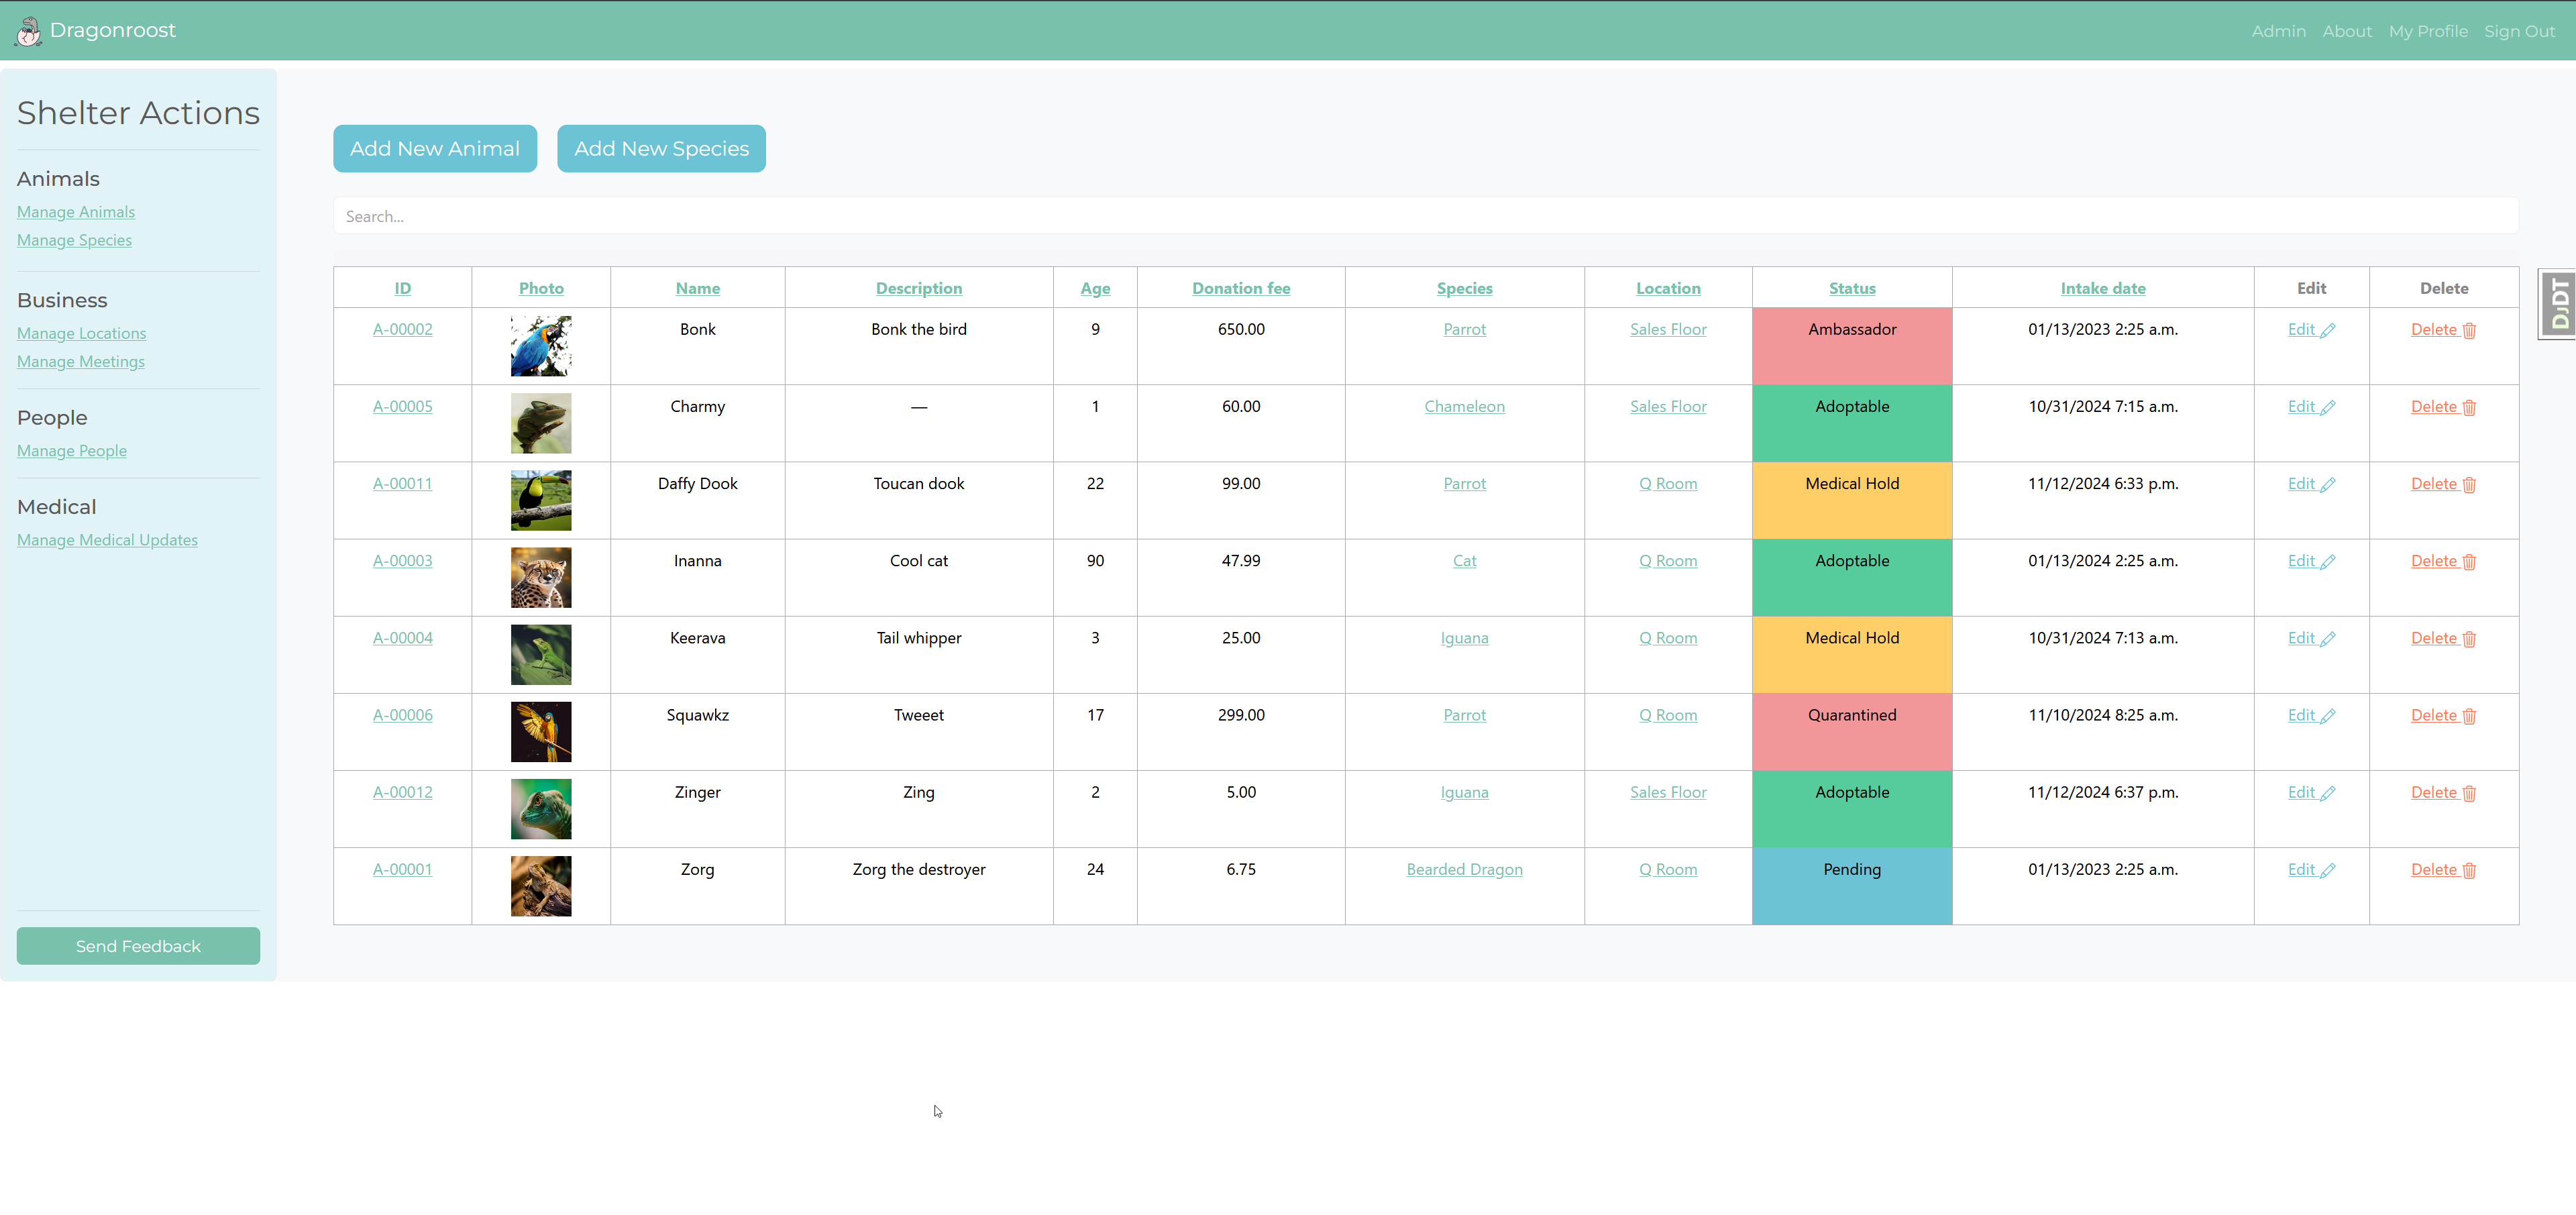 Dragonroost
Admin About My Profile Sign Out
Shelter Actions
Animals
Manage Animals
Manage Species
Business
Manage Locations
Manage Meetings
People
Manage People
Medical
Manage Medical Updates
Send Feedback
Add New Animal Add New Species
Search...
ID Photo Name Description Age Donation fee Species Location Status Intake date Edit Delete
A-00002 Bonk Bonk the bird 9 650.00 Parrot Sales Floor Ambassador 01/13/2023 2:25 a.m. Edit Delete
A-00005 Charmy — 1 60.00 Chameleon Sales Floor Adoptable 10/31/2024 7:15 a.m. Edit Delete
A-00011 Daffy Dook Toucan dook 22 99.00 Parrot Q Room Medical Hold 11/12/2024 6:33 p.m. Edit Delete
A-00003 Inanna Cool cat 90 47.99 Cat Q Room Adoptable 01/13/2024 2:25 a.m. Edit Delete
A-00004 Keerava Tail whipper 3 25.00 Iguana Q Room Medical Hold 10/31/2024 7:13 a.m. Edit Delete
A-00006 Squawkz Tweeet 17 299.00 Parrot Q Room Quarantined 11/10/2024 8:25 a.m. Edit Delete
A-00012 Zinger Zing 2 5.00 Iguana Sales Floor Adoptable 11/12/2024 6:37 p.m. Edit Delete
A-00001 Zorg Zorg the destroyer 24 6.75 Bearded Dragon Q Room Pending 01/13/2023 2:25 a.m. Edit Delete
DJDT